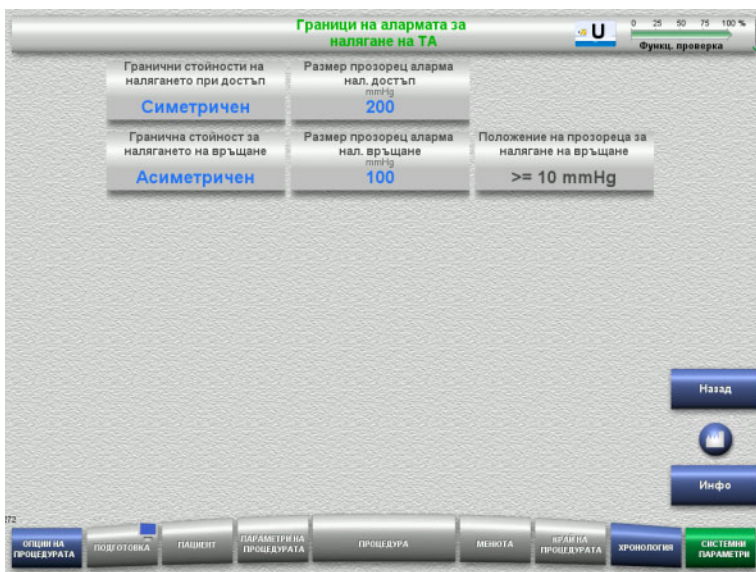 Граници на алармата за
налягане на ТА
U
0 25 50 75 100 %
Функц. проверка
Гранични стойности на
налягането при достъп
Симетричен
Размер прозорец аларма
нал. достъп
mmHg
200
Гранична стойност за
налягането на връщане
Асиметричен
Размер прозорец аларма
нал. връщане
mmHg
100
Положение на прозореца за
налягане на връщане
>= 10 mmHg
Назад
Инфо
272
ОПЦИИ НА
ПРОЦЕДУРАТА
ПОДГОТОВКА
ПАЦИЕНТ
ПАРАМЕТРИ НА
ПРОЦЕДУРАТА
ПРОЦЕДУРА
МЕНЮТА
КРАЙ НА
ПРОЦЕДУРАТА
ХРОНОЛОГИЯ
СИСТЕМНИ
ПАРАМЕТРИ